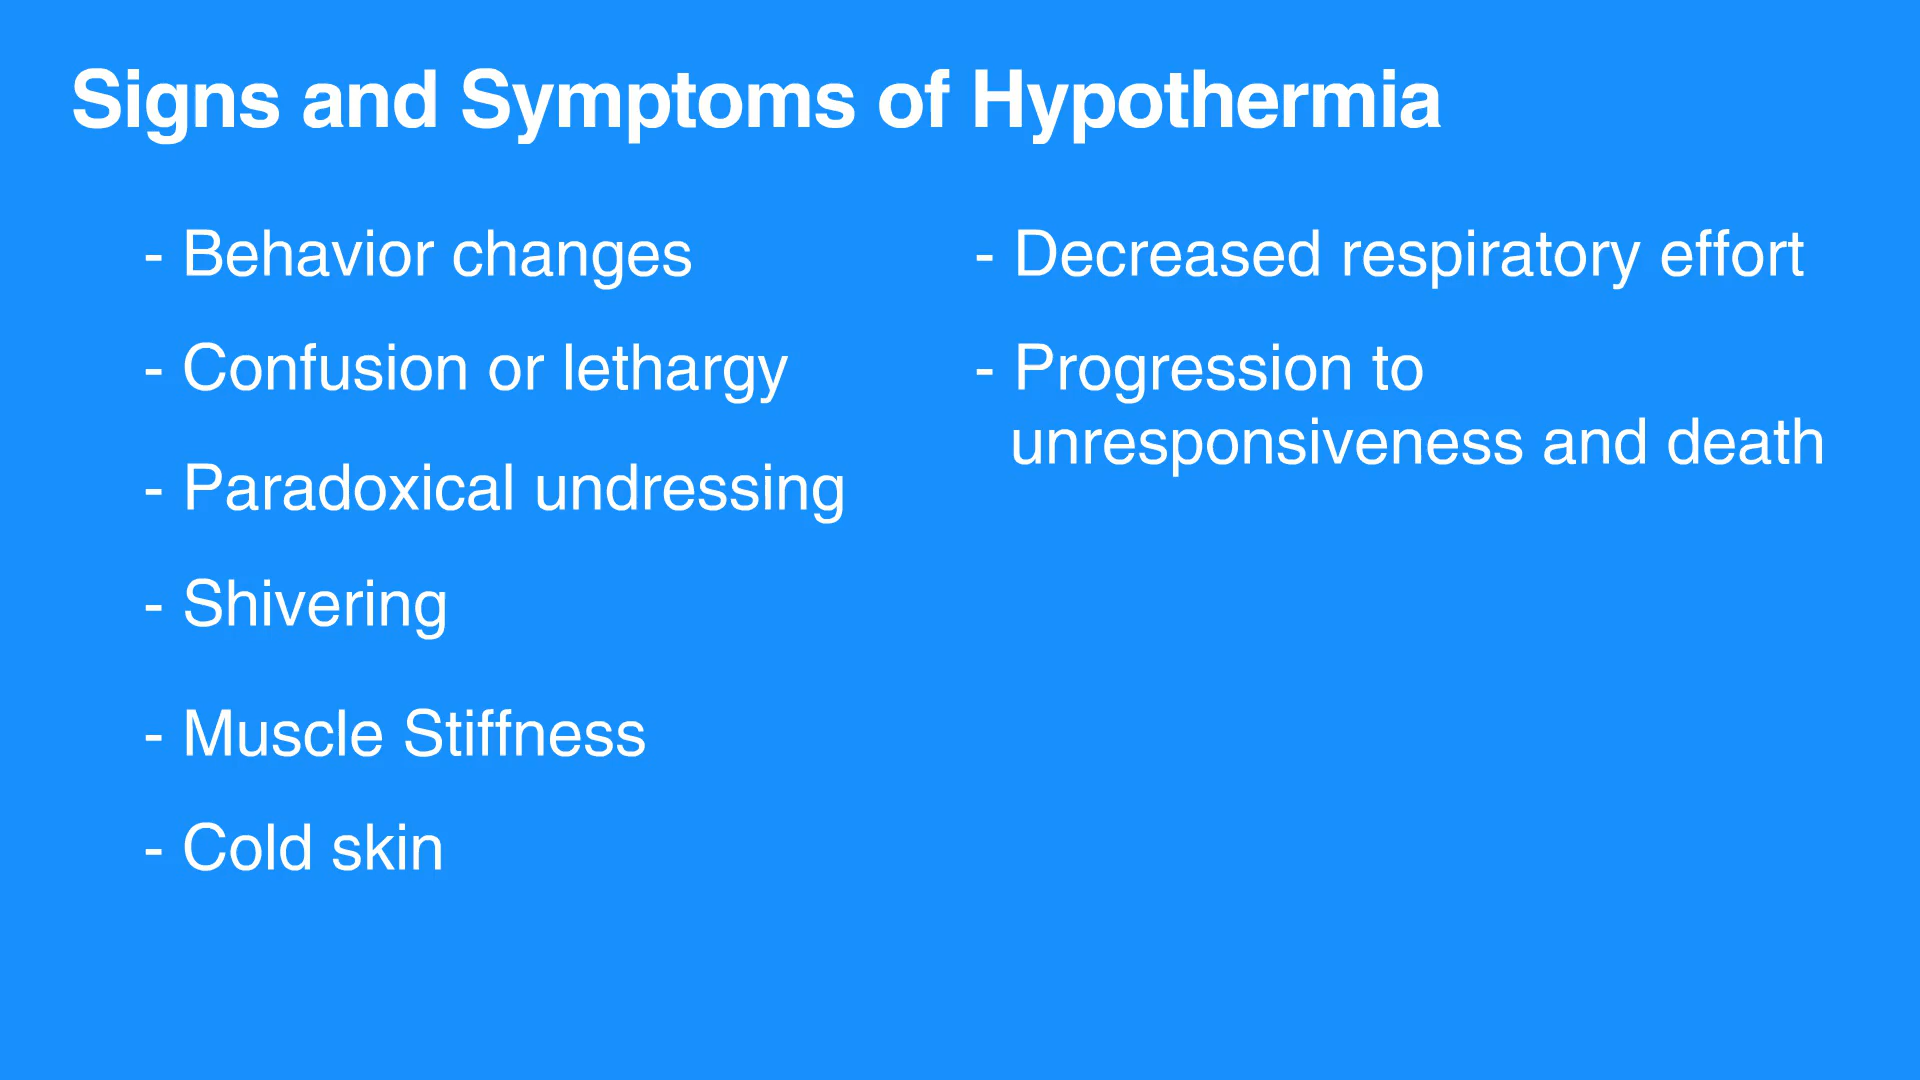 Signs and Symptoms of Hypothermia
- Behavior changes
- Confusion or lethargy
- Paradoxical undressing
- Shivering
- Muscle Stiffness
- Cold skin
- Decreased respiratory effort
- Progression to
unresponsiveness and death